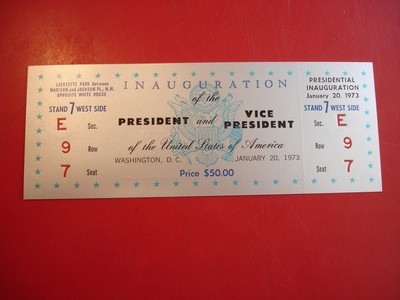 LAFAYETTE PARK between
MADISON and JACKSON PL., N.W.
OPPOSITE WHITE HOUSE
STAND 7 WEST SIDE
E Sec.
9 Row
7 Seat
INAUGURATION
of the
PRESIDENT and VICE PRESIDENT
of the United States of America
WASHINGTON, D.C. JANUARY 20, 1973
Price $50.00
PRESIDENTIAL
INAUGURATION
January 20, 1973
STAND 7 WEST SIDE
Sec. E
Row 9
Seat 7